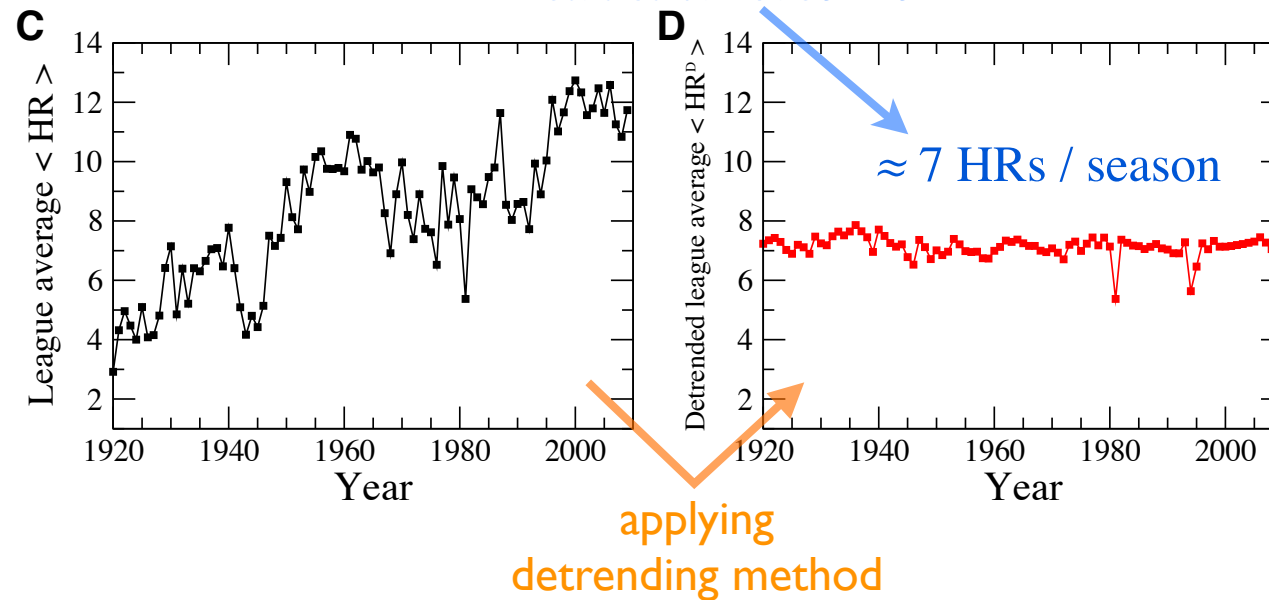 C
D
League average < HR >
14
12
10
8
6
4
2
1920 1940 1960 1980 2000
Year
Detrended league average < HRᴰ >
14
12
10
8
6
4
2
1920 1940 1960 1980 2000
Year
≈ 7 HRs / season
applying
detrending method